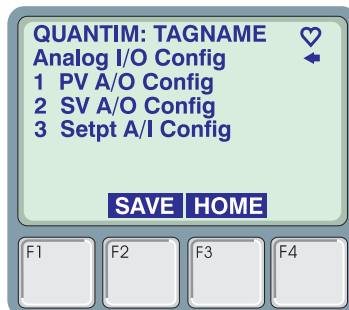 QUANTIM: TAGNAME
Analog I/O Config
1 PV A/O Config
2 SV A/O Config
3 Setpt A/I Config
SAVE HOME
F1 F2 F3 F4